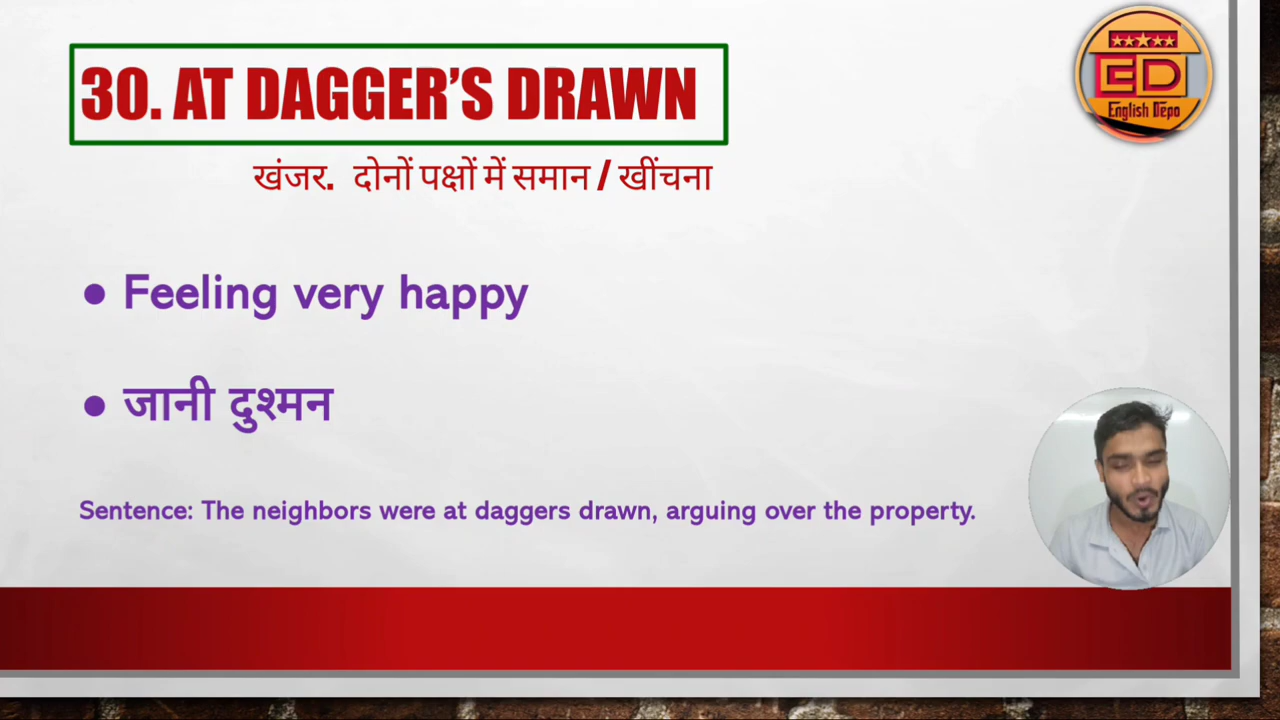 30. AT DAGGER’S DRAWN
खंजर. दोनों पक्षों में समान / खींचना
● Feeling very happy
● जानी दुश्मन
Sentence: The neighbors were at daggers drawn, arguing over the property.
ED
English Depo